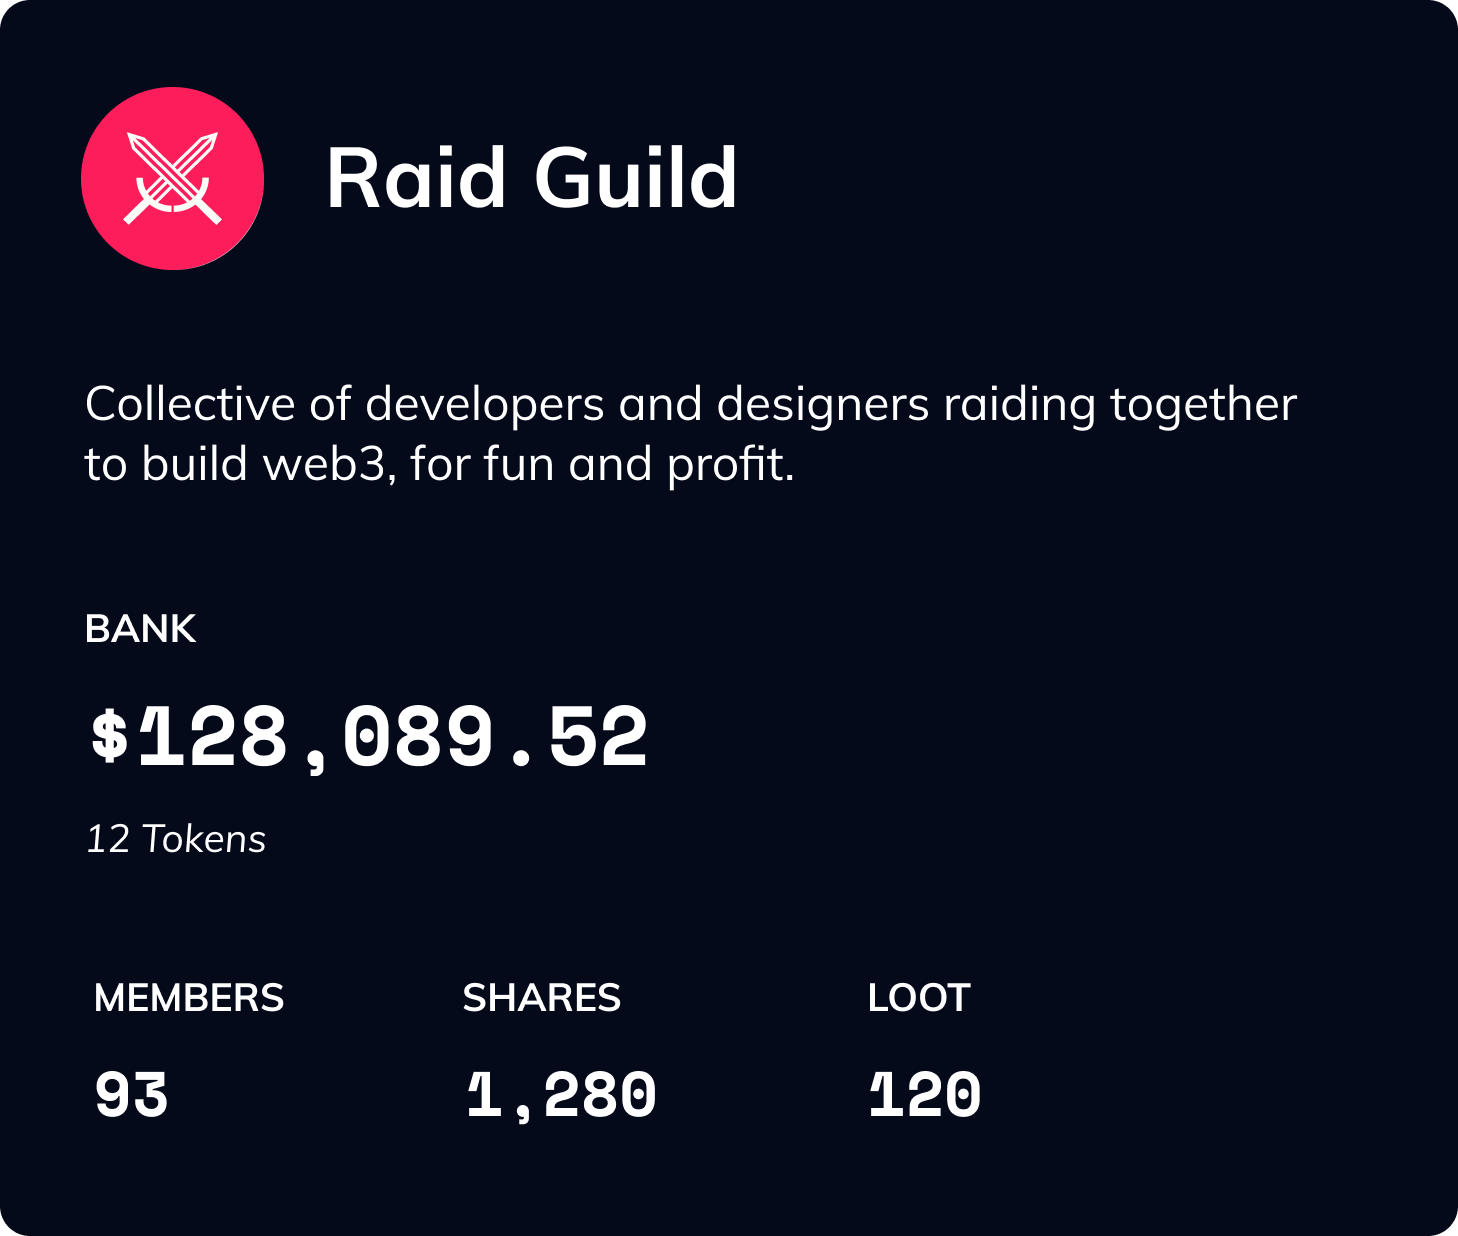 Raid Guild
Collective of developers and designers raiding together
to build web3, for fun and profit.
BANK
$128,089.52
12 Tokens
MEMBERS SHARES LOOT
93 1,280 120